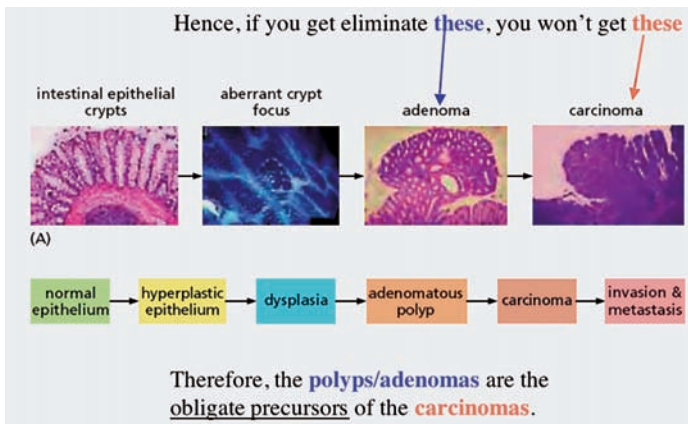 Hence, if you get eliminate these, you won't get these
intestinal epithelial
crypts
aberrant crypt
focus
adenoma
carcinoma
(A)
normal
epithelium
hyperplastic
epithelium
dysplasia
adenomatous
polyp
carcinoma
invasion &
metastasis
Therefore, the polyps/adenomas are the
obligate precursors of the carcinomas.